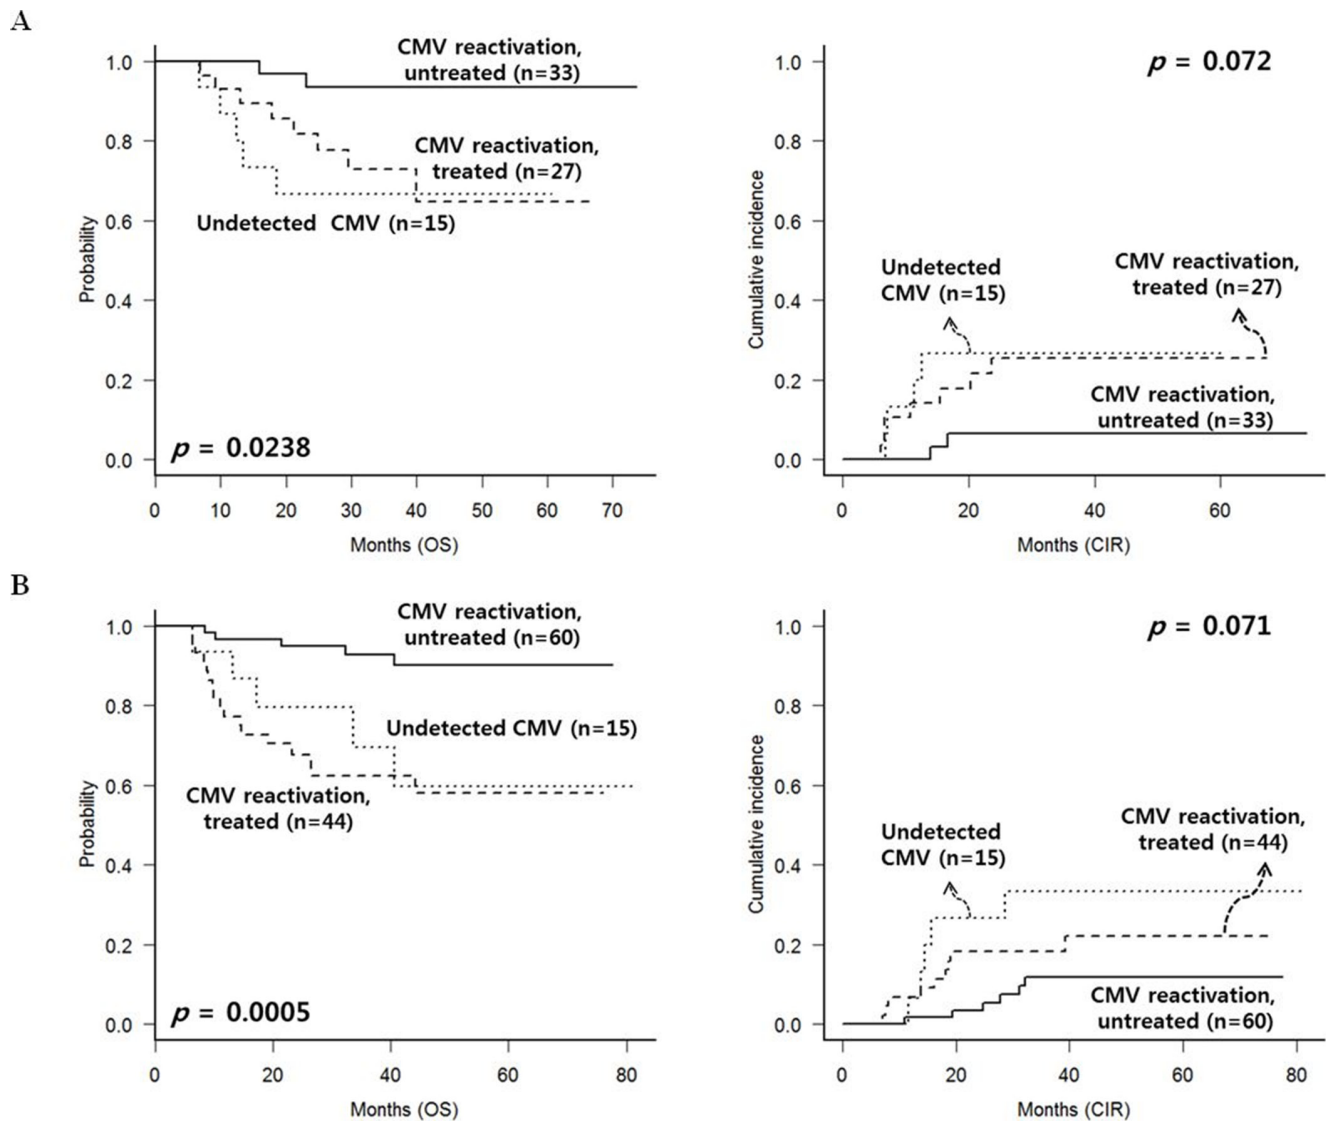 A
CMV reactivation,
untreated (n=33)
CMV reactivation,
treated (n=27)
Undetected CMV (n=15)
p = 0.0238
Probability
1.0
0.8
0.6
0.4
0.2
0.0
0 10 20 30 40 50 60 70
Months (OS)
p = 0.072
Undetected
CMV (n=15)
CMV reactivation,
treated (n=27)
CMV reactivation,
untreated (n=33)
Cumulative incidence
1.0
0.8
0.6
0.4
0.2
0.0
0 20 40 60
Months (CIR)
B
CMV reactivation,
untreated (n=60)
Undetected CMV (n=15)
CMV reactivation,
treated (n=44)
p = 0.0005
Probability
1.0
0.8
0.6
0.4
0.2
0.0
0 20 40 60 80
Months (OS)
p = 0.071
CMV reactivation,
treated (n=44)
Undetected
CMV (n=15)
CMV reactivation,
untreated (n=60)
Cumulative incidence
1.0
0.8
0.6
0.4
0.2
0.0
0 20 40 60 80
Months (CIR)